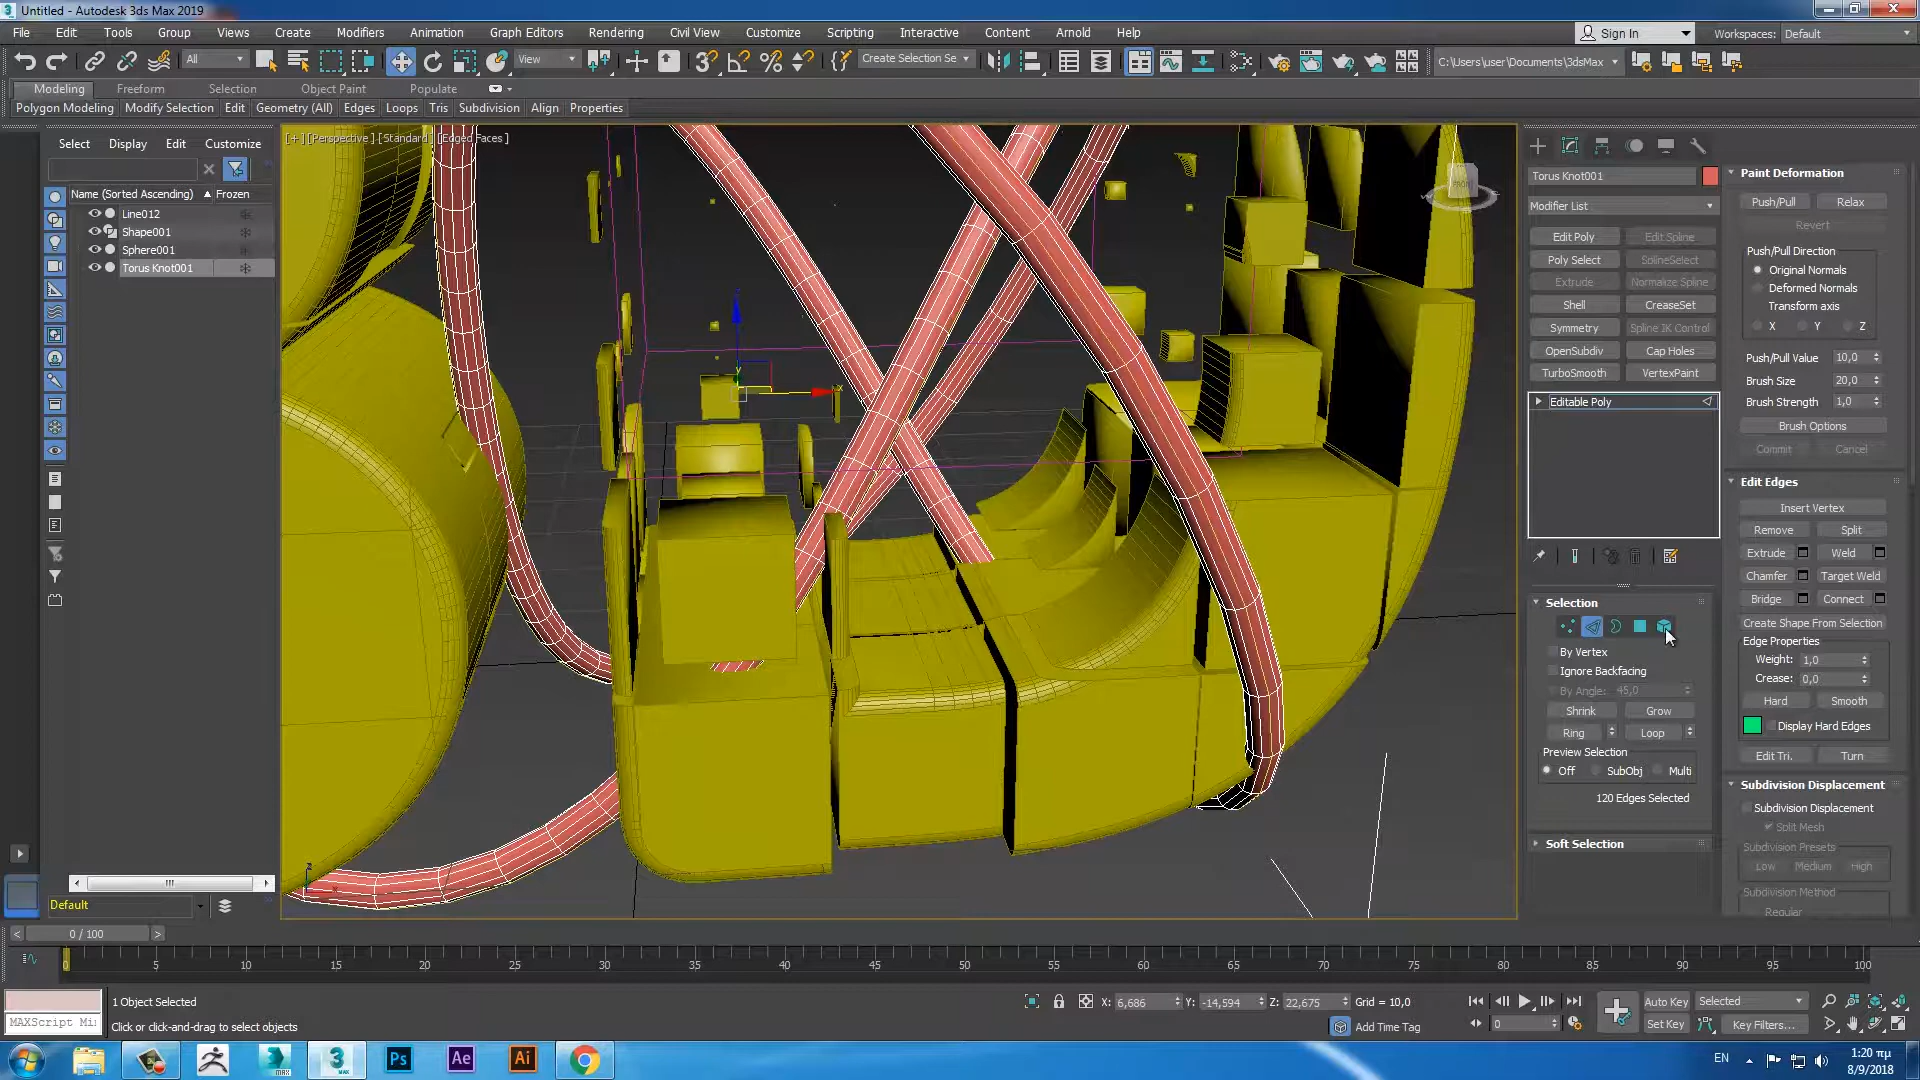 Untitled - Autodesk 3ds Max 2019
File Edit Tools Group Views Create Modifiers Animation Graph Editors Rendering Civil View Customize Scripting Interactive Content Arnold Help
Sign In
Workspaces: Default
All
View
Create Selection Se
C:\Users\user\Documents\3dsMax
Modeling Freeform Selection Object Paint Populate
Polygon Modeling Modify Selection Edit Geometry (All) Edges Loops Tris Subdivision Align Properties
Select Display Edit Customize
Name (Sorted Ascending) Frozen
Line012
Shape001
Sphere001
Torus Knot001
[+] [Perspective] [Standard] [Edged Faces]
Torus Knot001
Modifier List
Edit Poly Edit Spline
Poly Select SplineSelect
Extrude Normalize Spline
Shell CreaseSet
Symmetry Spline IK Control
OpenSubdiv Cap Holes
TurboSmooth VertexPaint
Editable Poly
Selection
By Vertex
Ignore Backfacing
By Angle: 45,0
Shrink Grow
Ring Loop
Preview Selection
Off SubObj Multi
120 Edges Selected
Soft Selection
Paint Deformation
Push/Pull Relax
Revert
Push/Pull Direction
Original Normals
Deformed Normals
Transform axis
X Y Z
Push/Pull Value 10,0
Brush Size 20,0
Brush Strength 1,0
Brush Options
Commit Cancel
Edit Edges
Insert Vertex
Remove Split
Extrude Weld
Chamfer Target Weld
Bridge Connect
Create Shape From Selection
Edge Properties
Weight: 1,0
Crease: 0,0
Hard Smooth
Display Hard Edges
Edit Tri. Turn
Subdivision Displacement
Subdivision Displacement
Split Mesh
Subdivision Presets
Low Medium High
Subdivision Method
Regular
Default
0 / 100
0 5 10 15 20 25 30 35 40 45 50 55 60 65 70 75 80 85 90 95 100
1 Object Selected
Click or click-and-drag to select objects
MAXScript Mi
X: 6,686 Y: -14,594 Z: 22,675 Grid = 10,0
Add Time Tag
0
Auto Key Selected
Set Key Key Filters...
3 MAX
Ps Ae Ai
EN
1:20 πμ
8/9/2018